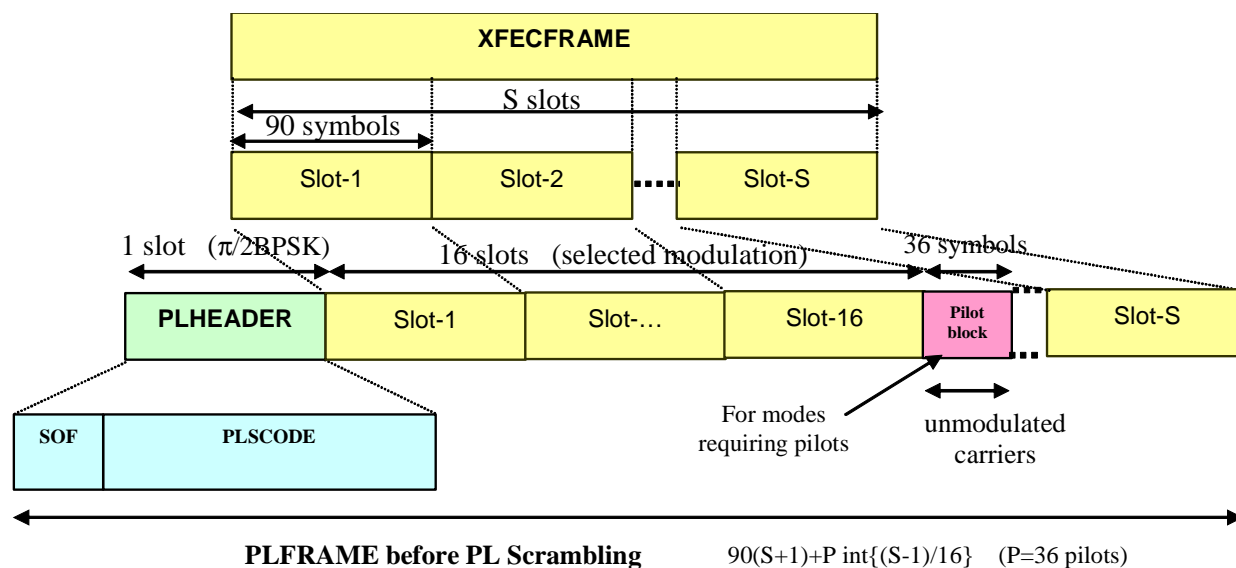 XFECFRAME
S slots
90 symbols
Slot-1
Slot-2
Slot-S
1 slot (π/2BPSK)
16 slots (selected modulation)
36 symbols
PLHEADER
Slot-1
Slot-...
Slot-16
Pilot
block
Slot-S
SOF
PLSCODE
For modes
requiring pilots
unmodulated
carriers
PLFRAME before PL Scrambling 90(S+1)+P int{(S-1)/16} (P=36 pilots)